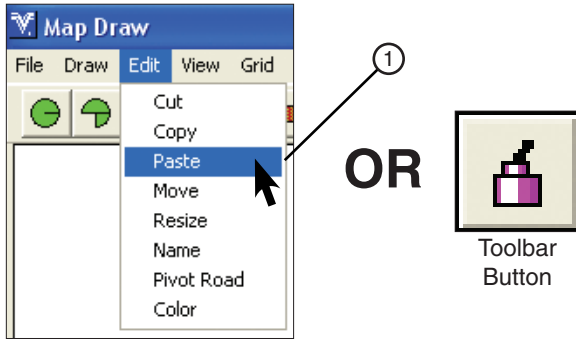 Map Draw
File Draw Edit View Grid
Cut
Copy
Paste
Move
Resize
Name
Pivot Road
Color
1
OR
Toolbar
Button